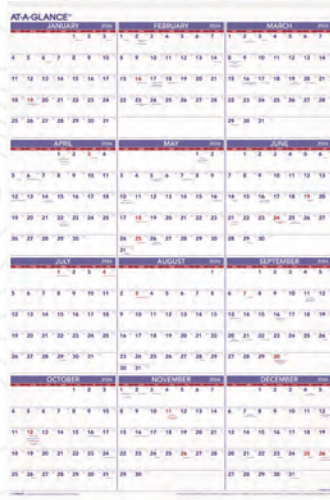 AT-A-GLANCE
JANUARY 2026 FEBRUARY 2026 MARCH 2026
1 2 3 1 2 3 4 5 6 7 1 2 3 4 5 6 7
4 5 6 7 8 9 10 8 9 10 11 12 13 14 8 9 10 11 12 13 14
11 12 13 14 15 16 17 15 16 17 18 19 20 21 15 16 17 18 19 20 21
18 19 20 21 22 23 24 22 23 24 25 26 27 28 22 23 24 25 26 27 28
25 26 27 28 29 30 31 29 30 31
APRIL 2026 MAY 2026 JUNE 2026
1 2 3 4 1 2 1 2 3 4 5 6
5 6 7 8 9 10 11 3 4 5 6 7 8 9 7 8 9 10 11 12 13
12 13 14 15 16 17 18 10 11 12 13 14 15 16 14 15 16 17 18 19 20
19 20 21 22 23 24 25 17 18 19 20 21 22 23 21 22 23 24 25 26 27
26 27 28 29 30 24 25 26 27 28 29 30 28 29 30
31
JULY 2026 AUGUST 2026 SEPTEMBER 2026
1 2 3 4 1 1 2 3 4 5
5 6 7 8 9 10 11 2 3 4 5 6 7 8 6 7 8 9 10 11 12
12 13 14 15 16 17 18 9 10 11 12 13 14 15 13 14 15 16 17 18 19
19 20 21 22 23 24 25 16 17 18 19 20 21 22 20 21 22 23 24 25 26
26 27 28 29 30 31 23 24 25 26 27 28 29 27 28 29 30
30 31
OCTOBER 2026 NOVEMBER 2026 DECEMBER 2026
1 2 3 1 2 3 4 5 6 7 1 2 3 4 5
4 5 6 7 8 9 10 8 9 10 11 12 13 14 6 7 8 9 10 11 12
11 12 13 14 15 16 17 15 16 17 18 19 20 21 13 14 15 16 17 18 19
18 19 20 21 22 23 24 22 23 24 25 26 27 28 20 21 22 23 24 25 26
25 26 27 28 29 30 31 29 30 27 28 29 30 31